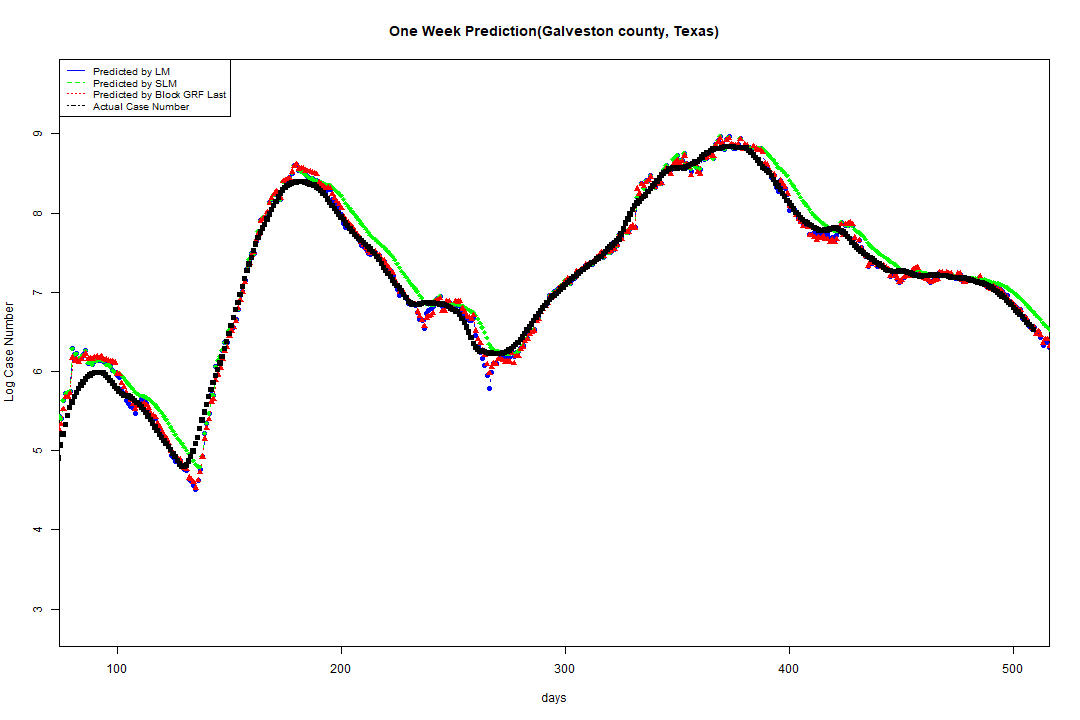 One Week Prediction(Galveston county, Texas)
Predicted by LM
Predicted by SLM
Predicted by Block GRF Last
Actual Case Number
9
8
7
6
5
4
3
Log Case Number
100 200 300 400 500
days